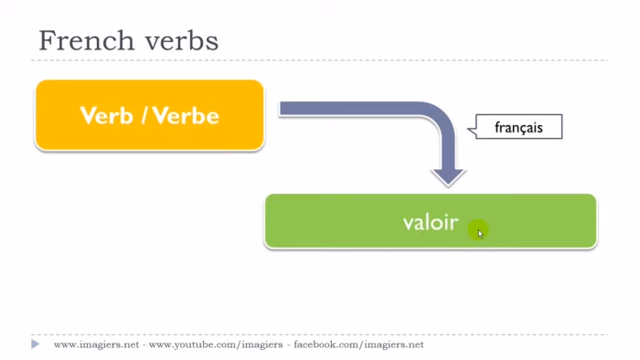 French verbs
Verb / Verbe
français
valoir
www.imagiers.net - www.youtube.com/imagiers - facebook.com/imagiers.net